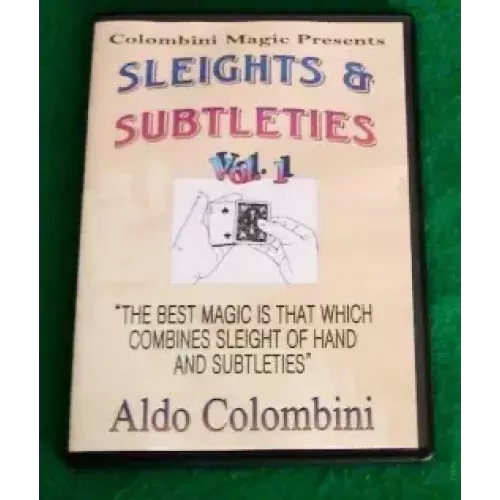 Colombini Magic Presents
SLEIGHTS &
SUBTLETIES
Vol. 1
"THE BEST MAGIC IS THAT WHICH
COMBINES SLEIGHT OF HAND
AND SUBTLETIES"
Aldo Colombini